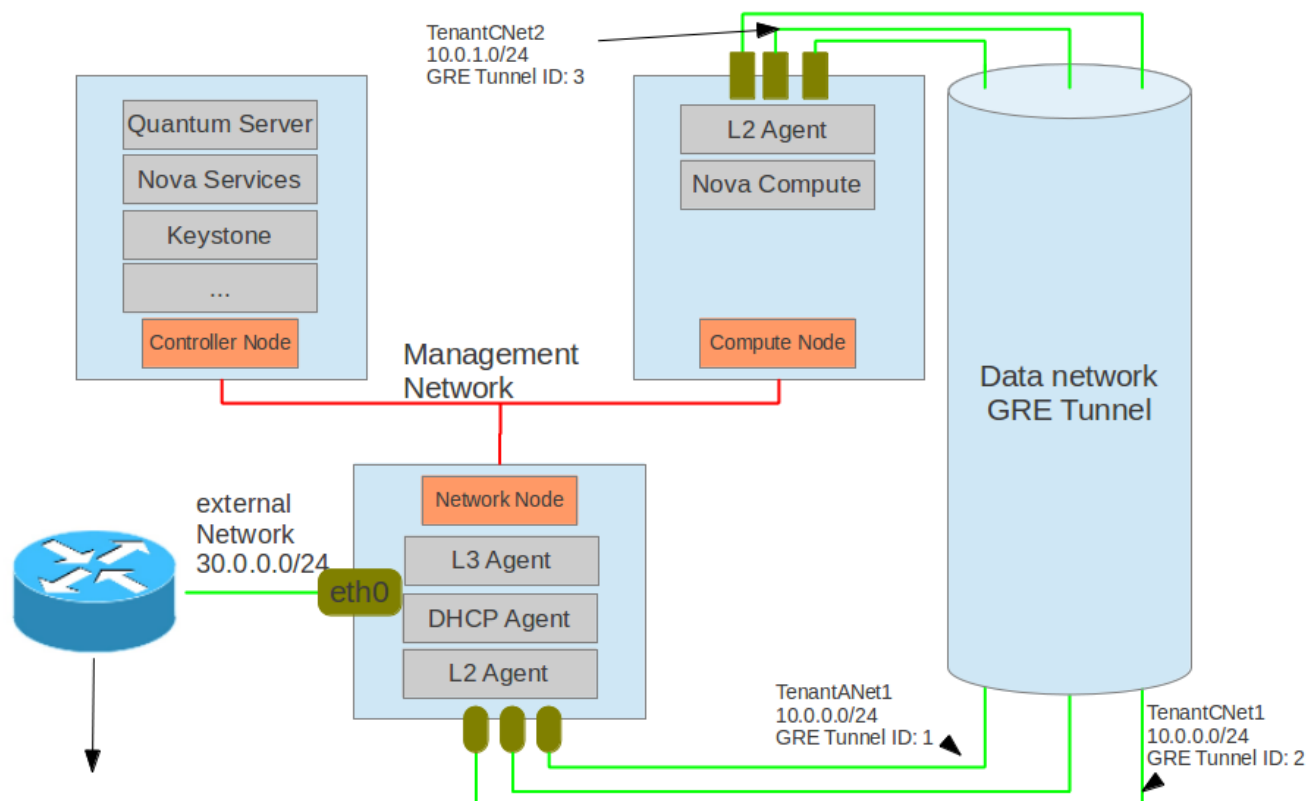 TenantCNet2
10.0.1.0/24
GRE Tunnel ID: 3
Quantum Server
Nova Services
Keystone
...
Controller Node
L2 Agent
Nova Compute
Compute Node
Management
Network
Data network
GRE Tunnel
Network Node
L3 Agent
DHCP Agent
L2 Agent
external
Network
30.0.0.0/24
eth0
TenantANet1
10.0.0.0/24
GRE Tunnel ID: 1
TenantCNet1
10.0.0.0/24
GRE Tunnel ID: 2